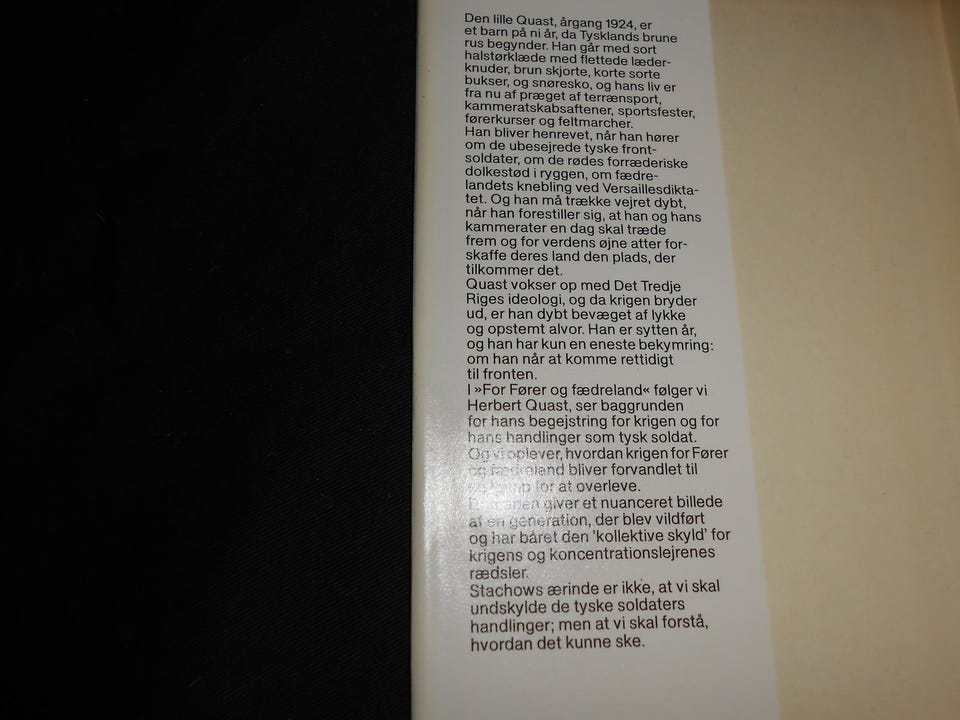 Den lille Quast, årgang 1924, er
et barn på ni år, da Tysklands brune
rus begynder. Han går med sort
halstørklæde med flettede læder-
knuder, brun skjorte, korte sorte
bukser, og snøresko, og hans liv er
fra nu af præget af terrænsport,
kammeratskabsaftener, sportsfester,
førerkurser og feltmarcher.
Han bliver henrevet, når han hører
om de ubesejrede tyske front-
soldater, om de rødes forræderiske
dolkestød i ryggen, om fædre-
landets knebling ved Versaillesdikta-
tet. Og han må trække vejret dybt,
når han forestiller sig, at han og hans
kammerater en dag skal træde
frem og for verdens øjne atter for-
skaffe deres land den plads, der
tilkommer det.
Quast vokser op med Det Tredje
Riges ideologi, og da krigen bryder
ud, er han dybt bevæget af lykke
og opstemt alvor. Han er sytten år,
og han har kun en eneste bekymring:
om han når at komme rettidigt
til fronten.
I »For Fører og fædreland« følger vi
Herbert Quast, ser baggrunden
for hans begejstring for krigen og for
hans handlinger som tysk soldat.
Og vi oplever, hvordan krigen for Fører
og fædreland bliver forvandlet til
for at overleve.
giver et nuanceret billede
af en generation, der blev vildført
og har båret den 'kollektive skyld' for
krigens og koncentrationslejrenes
rædsler.
Stachows ærinde er ikke, at vi skal
undskylde de tyske soldaters
handlinger; men at vi skal forstå,
hvordan det kunne ske.